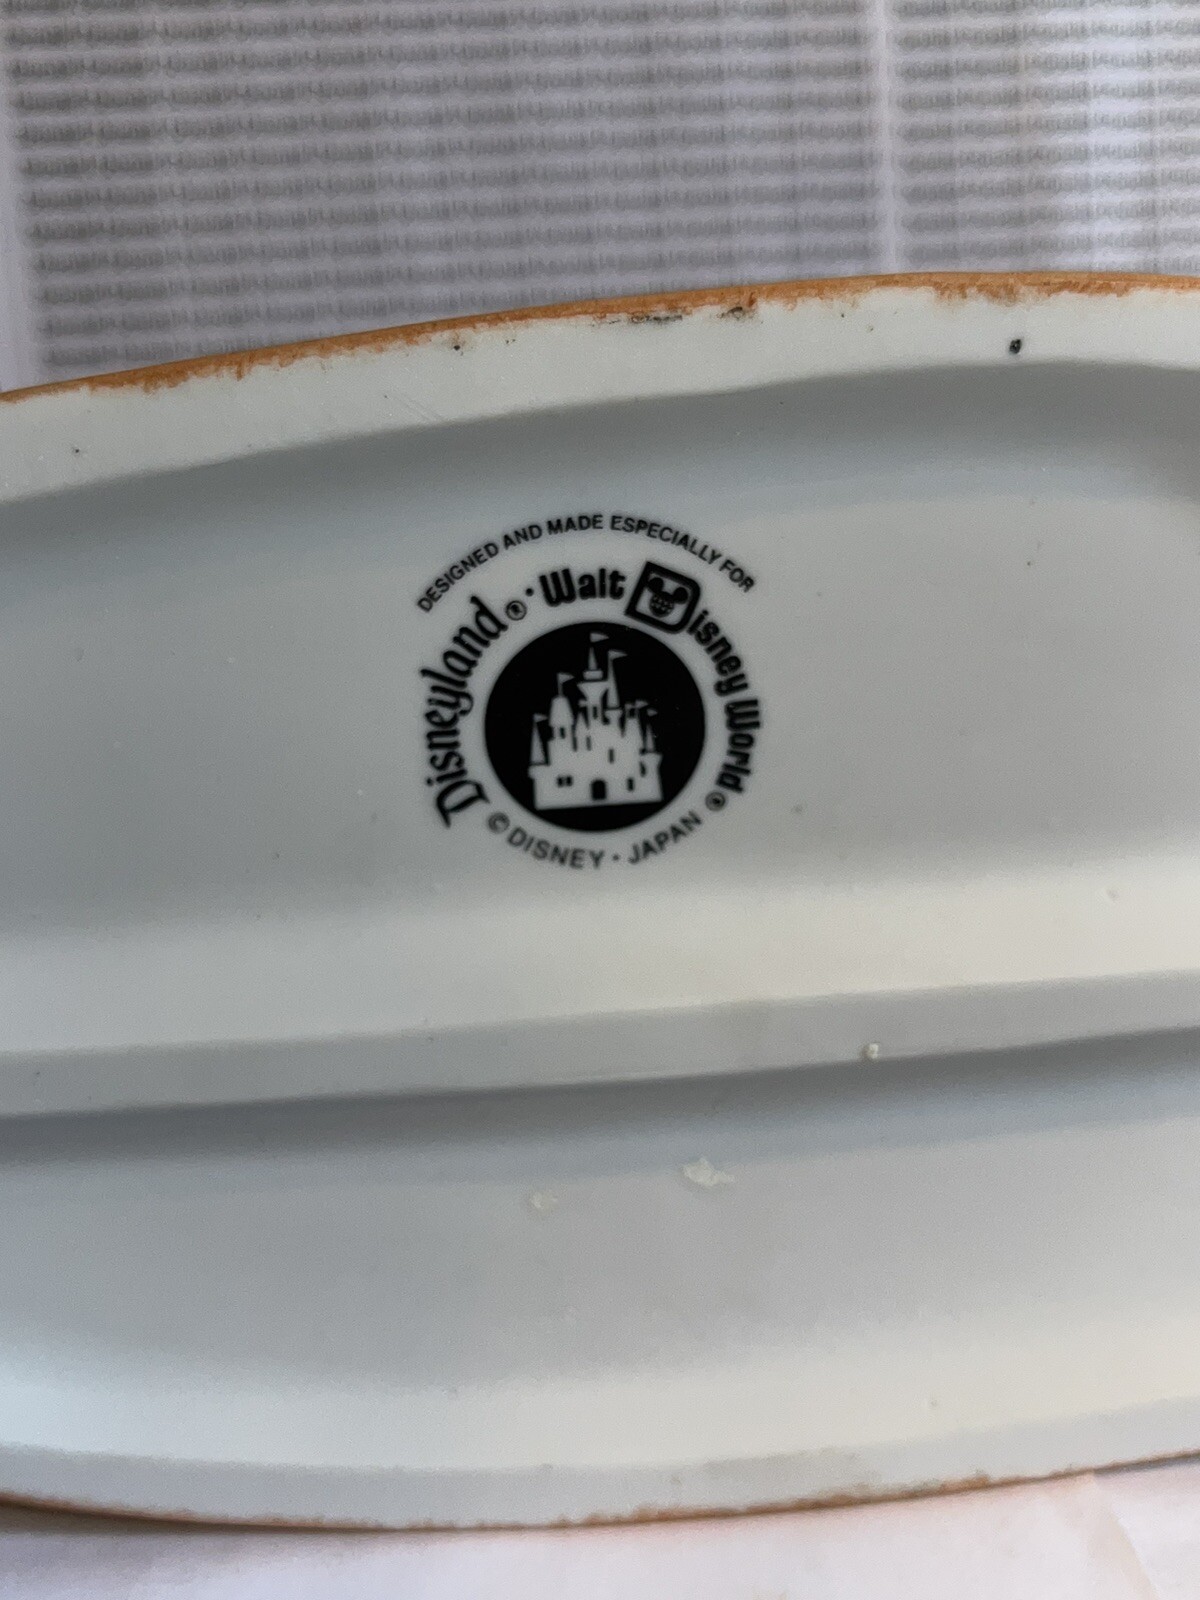 DESIGNED AND MADE ESPECIALLY FOR
Disneyland® · Walt Disney World®
© DISNEY · JAPAN